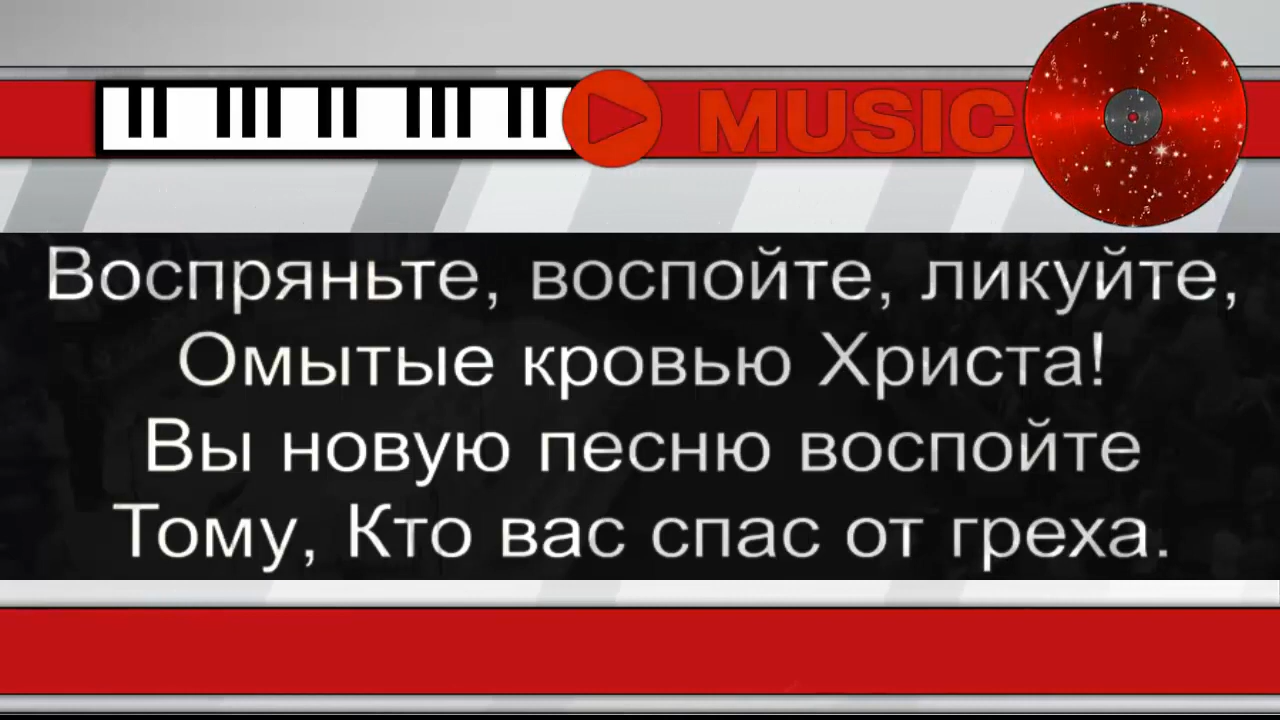 MUSIC
Воспряньте, воспойте, ликуйте,
Омытые кровью Христа!
Вы новую песню воспойте
Тому, Кто вас спас от греха.